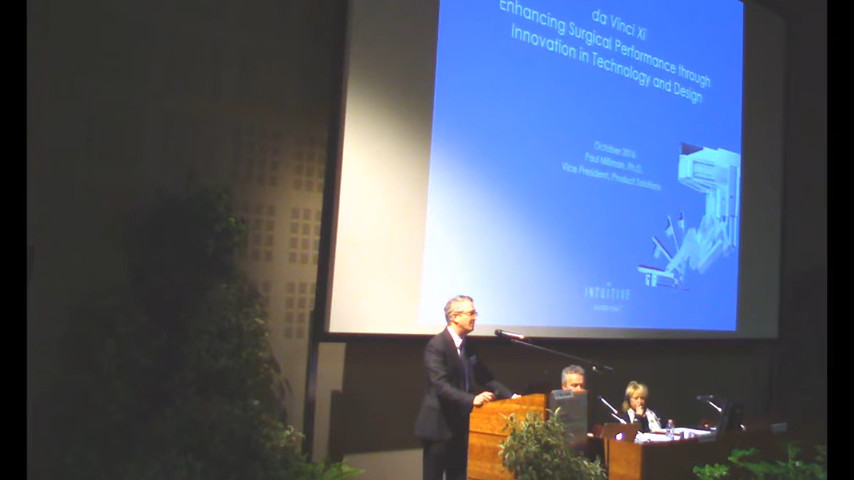 da Vinci Xi
Enhancing Surgical Performance through
Innovation in Technology and Design
October 2016
Paul Millman, Ph.D.
Vice President, Product Solutions
INTUITIVE